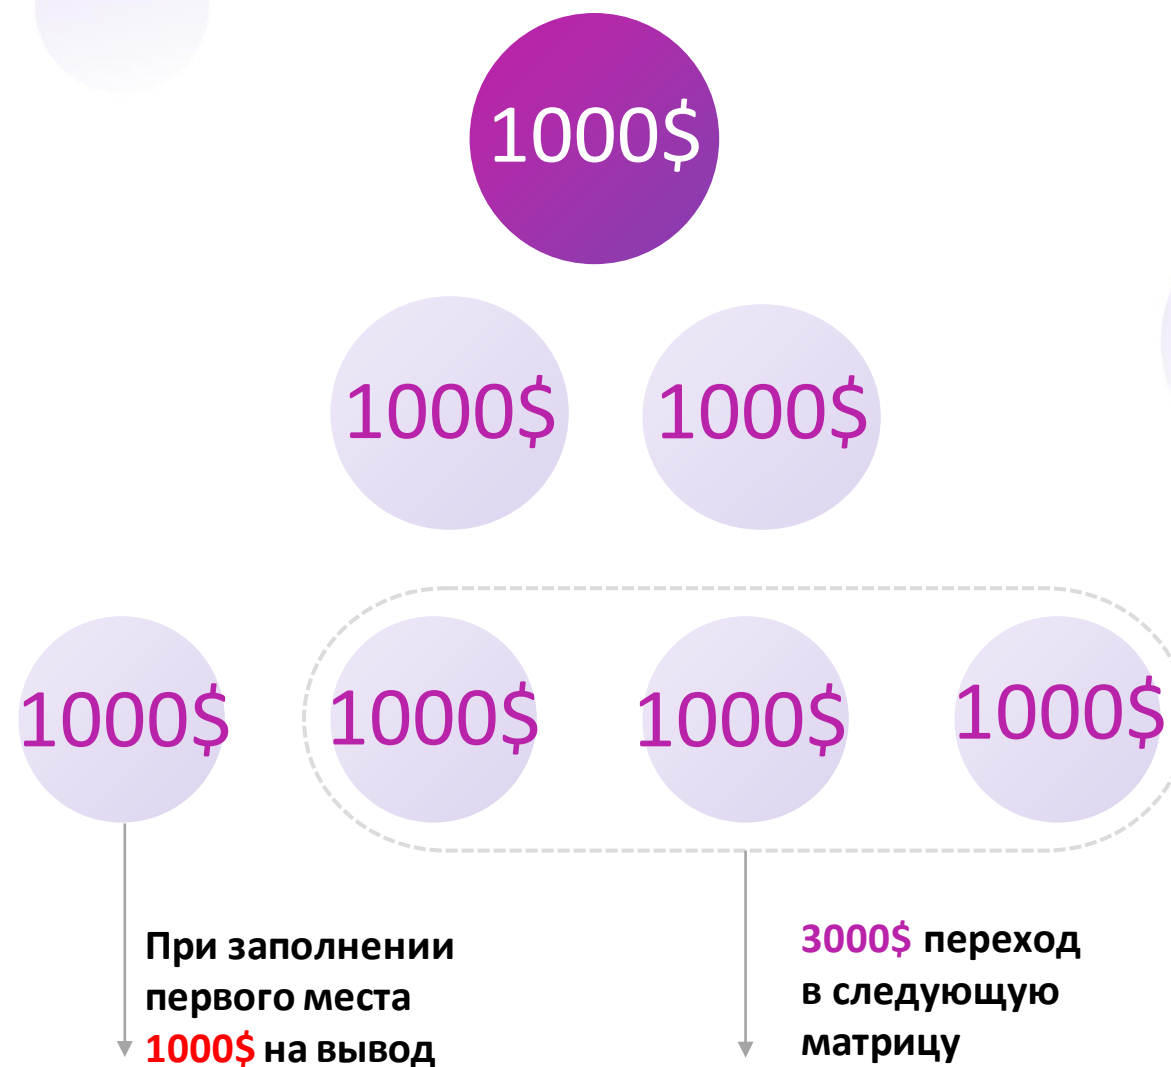 1000$
1000$ 1000$
1000$ 1000$ 1000$ 1000$
При заполнении
первого места
1000$ на вывод
3000$ переход
в следующую
матрицу